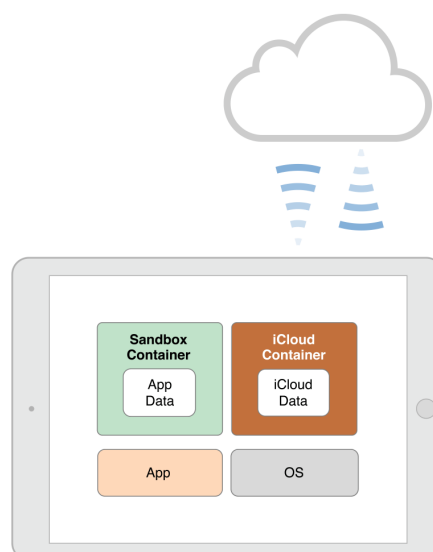 Sandbox
Container
App
Data
iCloud
Container
iCloud
Data
App
OS